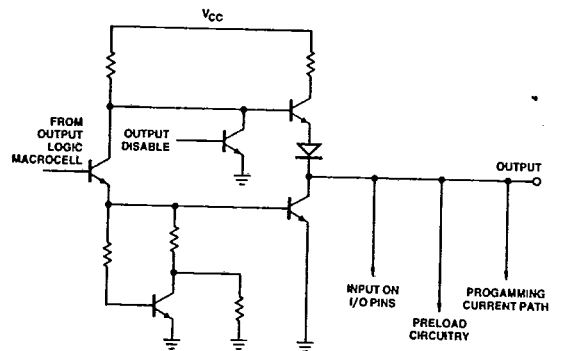 VCC
FROM
OUTPUT
LOGIC
MACROCELL
OUTPUT
DISABLE
OUTPUT
INPUT ON
I/O PINS
PRELOAD
CIRCUITRY
PROGAMMING
CURRENT PATH